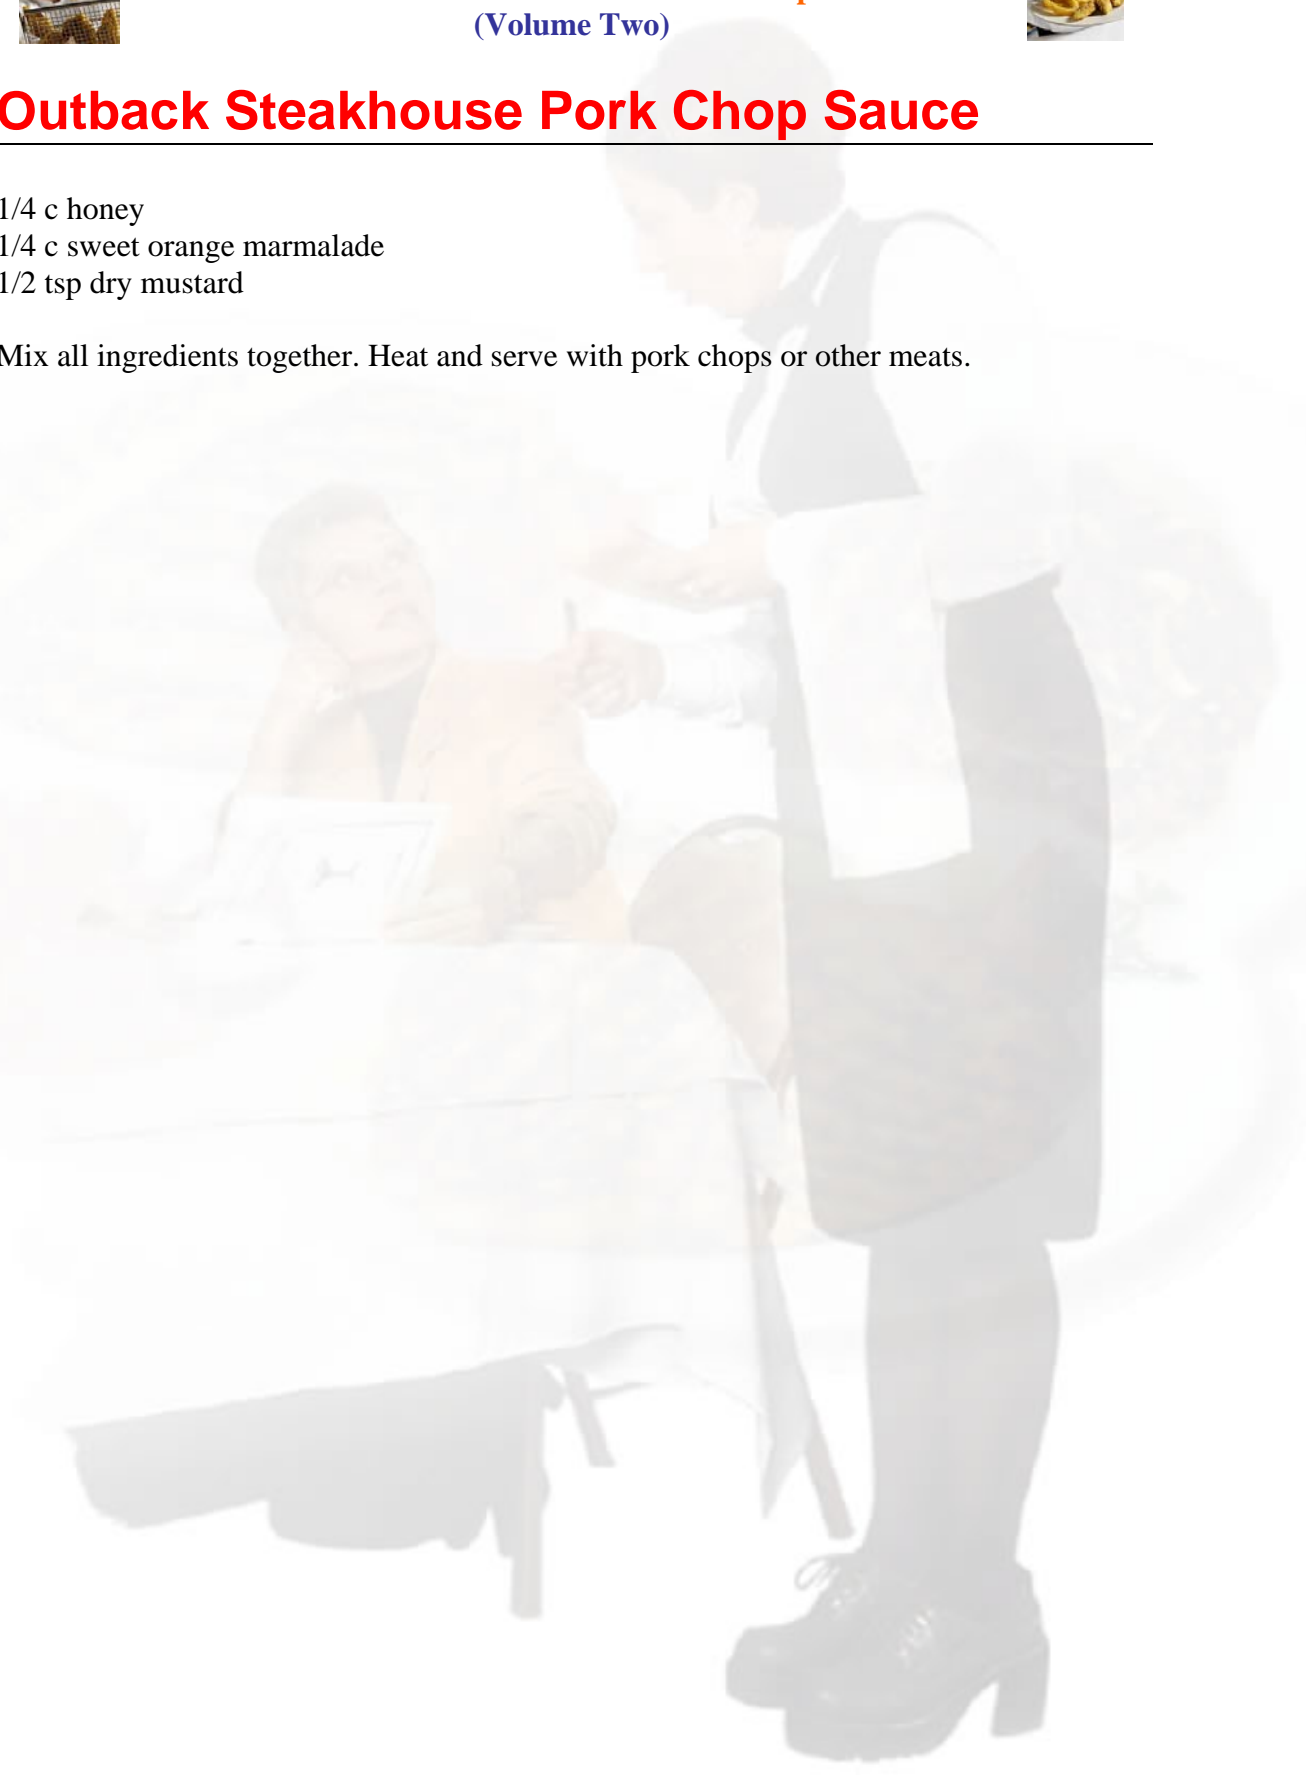 (Volume Two)
Outback Steakhouse Pork Chop Sauce
1/4 c honey
1/4 c sweet orange marmalade
1/2 tsp dry mustard
Mix all ingredients together. Heat and serve with pork chops or other meats.